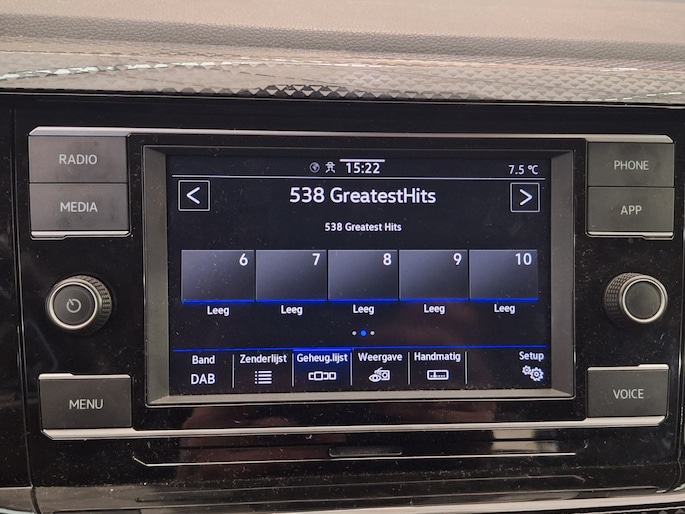 RADIO
MEDIA
MENU
PHONE
APP
VOICE
15:22
7.5 °C
<
538 GreatestHits
>
538 Greatest Hits
6 7 8 9 10
Leeg Leeg Leeg Leeg Leeg
Band Zenderlijst Geheug.lijst Weergave Handmatig Setup
DAB